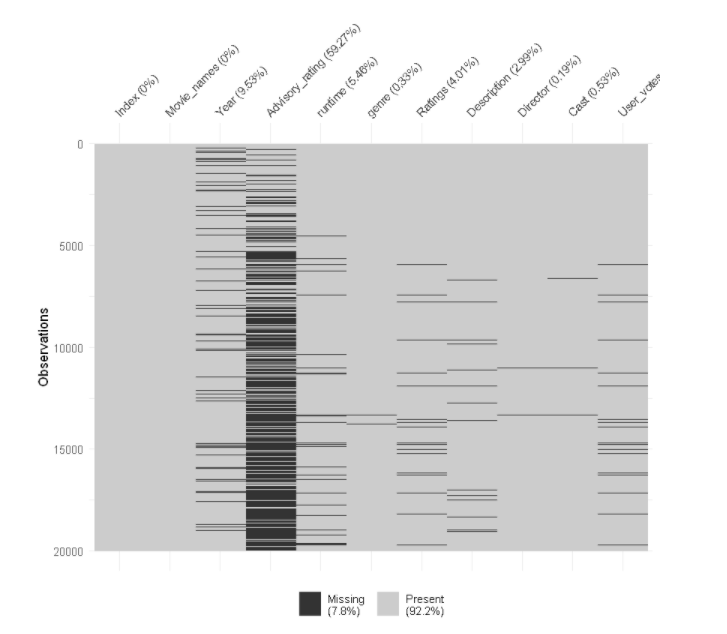 Index (0%)
Movie_names (0%)
Year (9.53%)
Advisory_rating (59.27%)
runtime (5.46%)
genre (0.33%)
Ratings (4.01%)
Description (2.99%)
Director (0.19%)
Cast (0.53%)
User_votes
0
5000
10000
15000
20000
Observations
Missing
(7.8%)
Present
(92.2%)